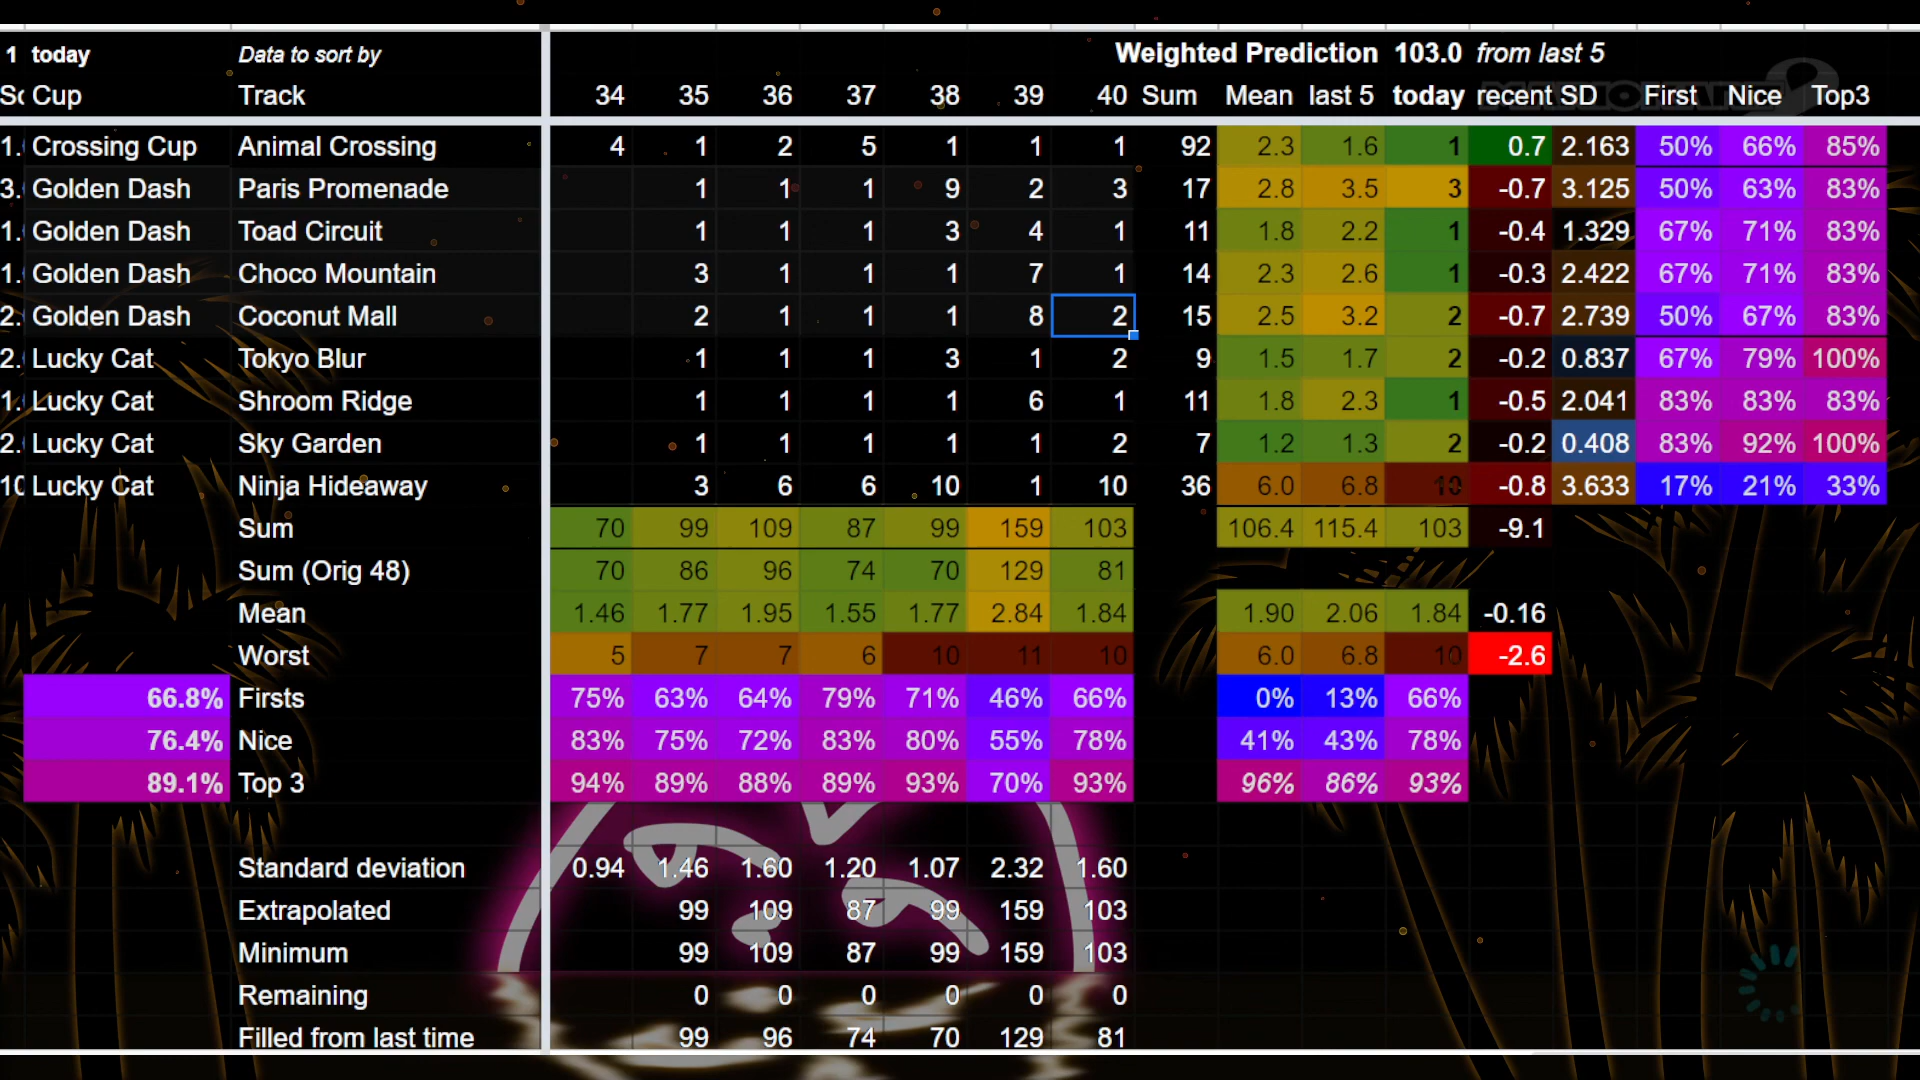 1 today Data to sort by Weighted Prediction 103.0 from last 5
Cup Track 34 35 36 37 38 39 40 Sum Mean last 5 today recent SD First Nice Top3
1. Crossing Cup Animal Crossing 4 1 2 5 1 1 1 92 2.3 1.6 1 0.7 2.163 50% 66% 85%
3. Golden Dash Paris Promenade 1 1 1 9 2 3 17 2.8 3.5 3 -0.7 3.125 50% 63% 83%
1. Golden Dash Toad Circuit 1 1 1 3 4 1 11 1.8 2.2 1 -0.4 1.329 67% 71% 83%
1. Golden Dash Choco Mountain 3 1 1 1 7 1 14 2.3 2.6 1 -0.3 2.422 67% 71% 83%
2. Golden Dash Coconut Mall 2 1 1 1 8 2 15 2.5 3.2 2 -0.7 2.739 50% 67% 83%
2. Lucky Cat Tokyo Blur 1 1 1 3 1 2 9 1.5 1.7 2 -0.2 0.837 67% 79% 100%
1. Lucky Cat Shroom Ridge 1 1 1 1 6 1 11 1.8 2.3 1 -0.5 2.041 83% 83% 83%
2. Lucky Cat Sky Garden 1 1 1 1 1 2 7 1.2 1.3 2 -0.2 0.408 83% 92% 100%
10 Lucky Cat Ninja Hideaway 3 6 6 10 1 10 36 6.0 6.8 10 -0.8 3.633 17% 21% 33%
Sum 70 99 109 87 99 159 103 106.4 115.4 103 -9.1
Sum (Orig 48) 70 86 96 74 70 129 81
Mean 1.46 1.77 1.95 1.55 1.77 2.84 1.84 1.90 2.06 1.84 -0.16
Worst 5 7 7 6 10 11 10 6.0 6.8 10 -2.6
66.8% Firsts 75% 63% 64% 79% 71% 46% 66% 0% 13% 66%
76.4% Nice 83% 75% 72% 83% 80% 55% 78% 41% 43% 78%
89.1% Top 3 94% 89% 88% 89% 93% 70% 93% 96% 86% 93%
Standard deviation 0.94 1.46 1.60 1.20 1.07 2.32 1.60
Extrapolated 99 109 87 99 159 103
Minimum 99 109 87 99 159 103
Remaining 0 0 0 0 0 0
Filled from last time 99 96 74 70 129 81